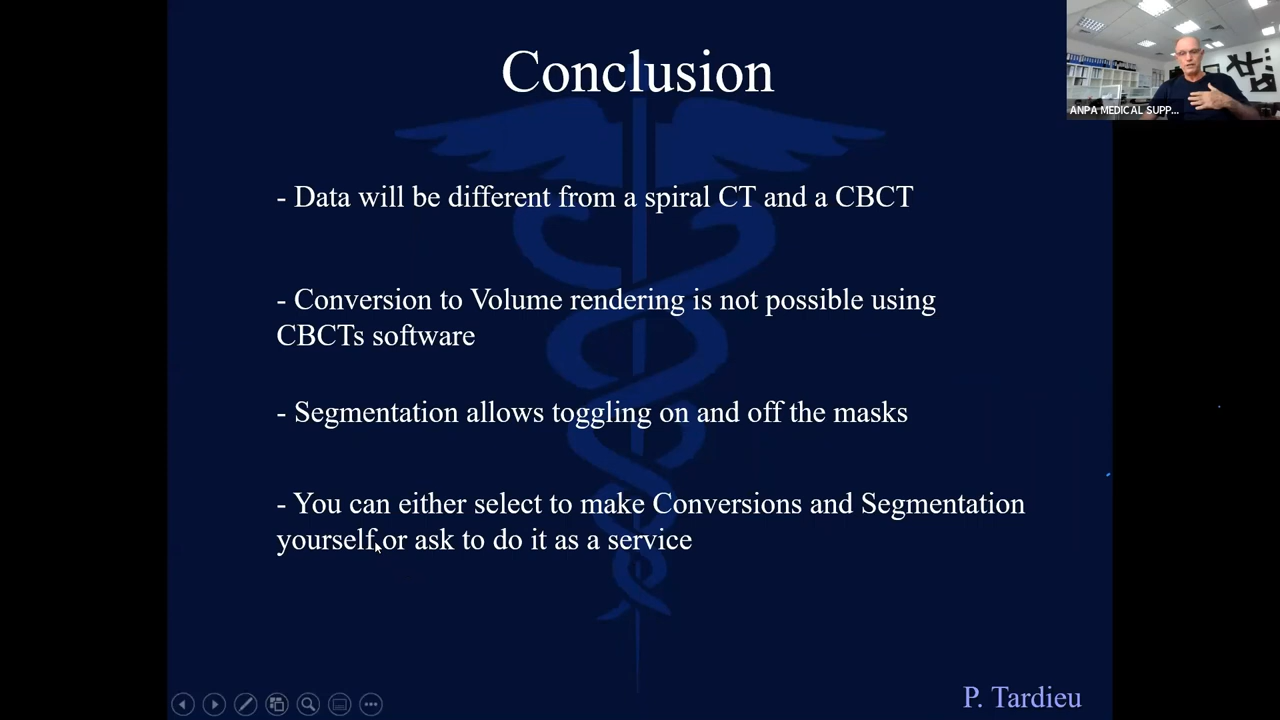 Conclusion
ANPA MEDICAL SUPP...
- Data will be different from a spiral CT and a CBCT
- Conversion to Volume rendering is not possible using
CBCTs software
- Segmentation allows toggling on and off the masks
- You can either select to make Conversions and Segmentation
yourself,or ask to do it as a service
P. Tardieu